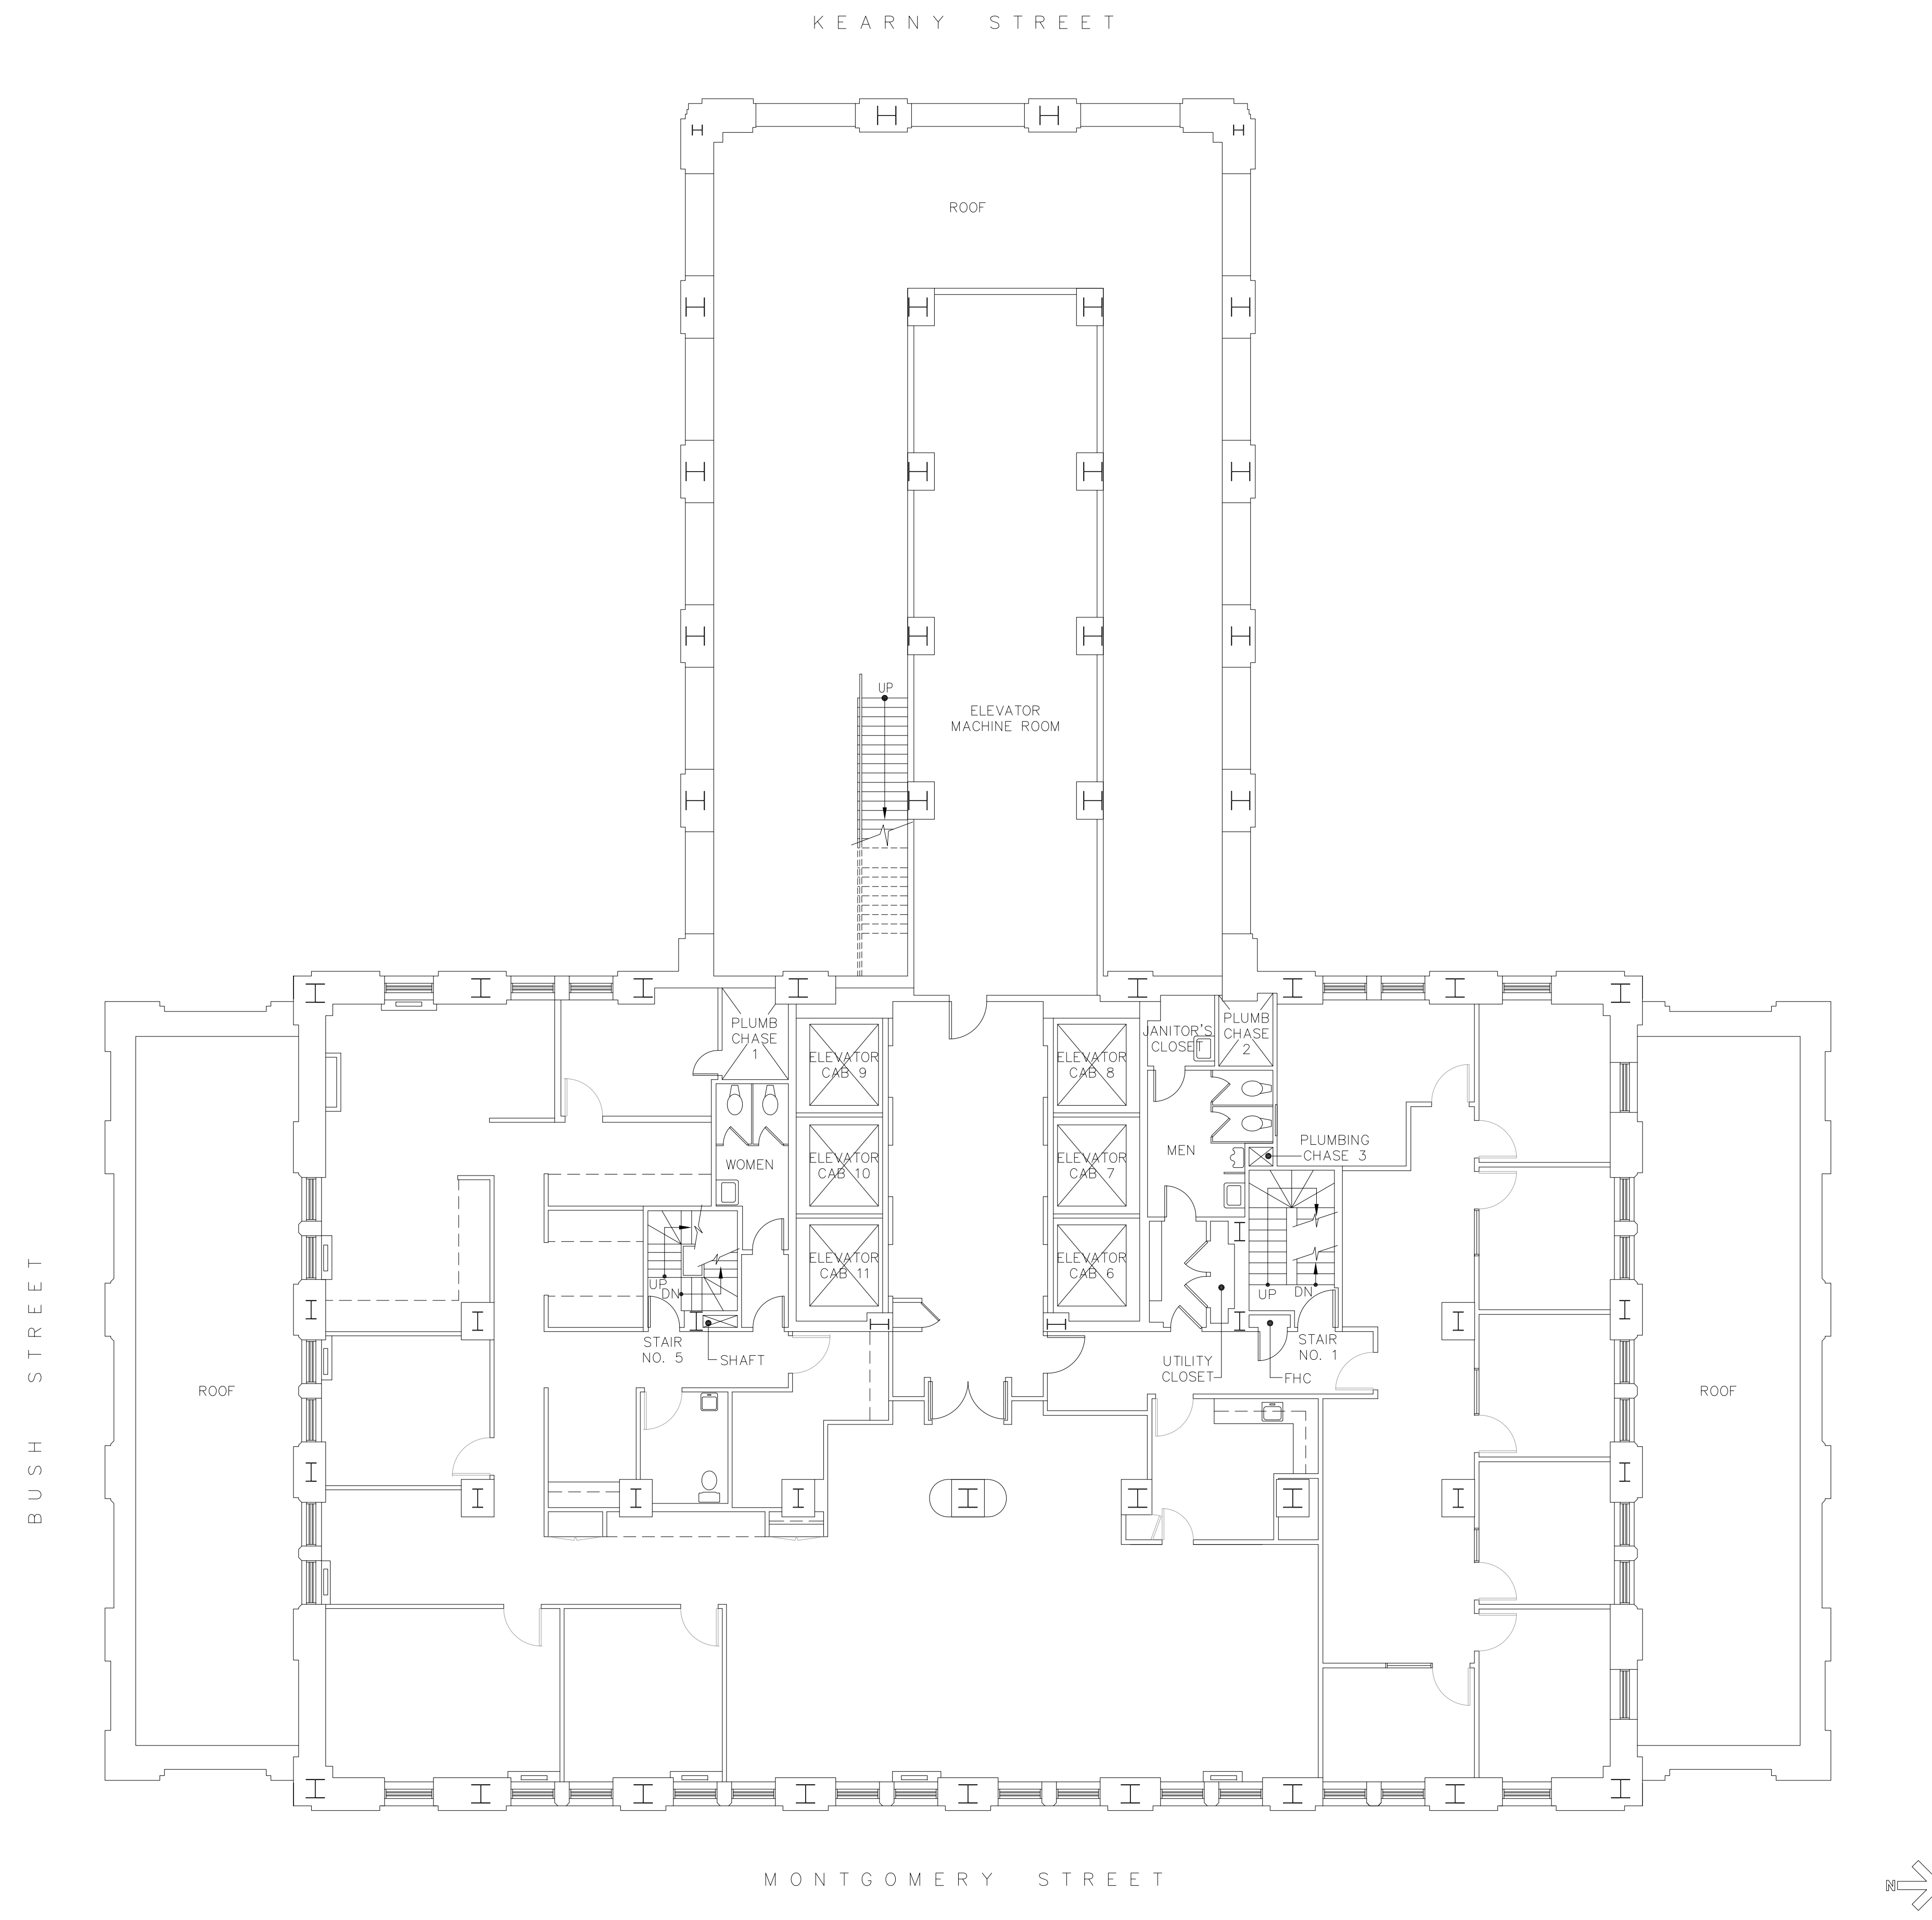 KEARNY STREET
ROOF
UP
ELEVATOR
MACHINE ROOM
PLUMB
CHASE
1
ELEVATOR
CAB 9
ELEVATOR
CAB 8
JANITOR'S
CLOSET
PLUMB
CHASE
2
WOMEN
ELEVATOR
CAB 10
ELEVATOR
CAB 7
MEN
PLUMBING
CHASE 3
ELEVATOR
CAB 11
ELEVATOR
CAB 6
UP
DN
UP
DN
STAIR
NO. 5
SHAFT
UTILITY
CLOSET
FHC
STAIR
NO. 1
ROOF
ROOF
BUSH STREET
MONTGOMERY STREET
N